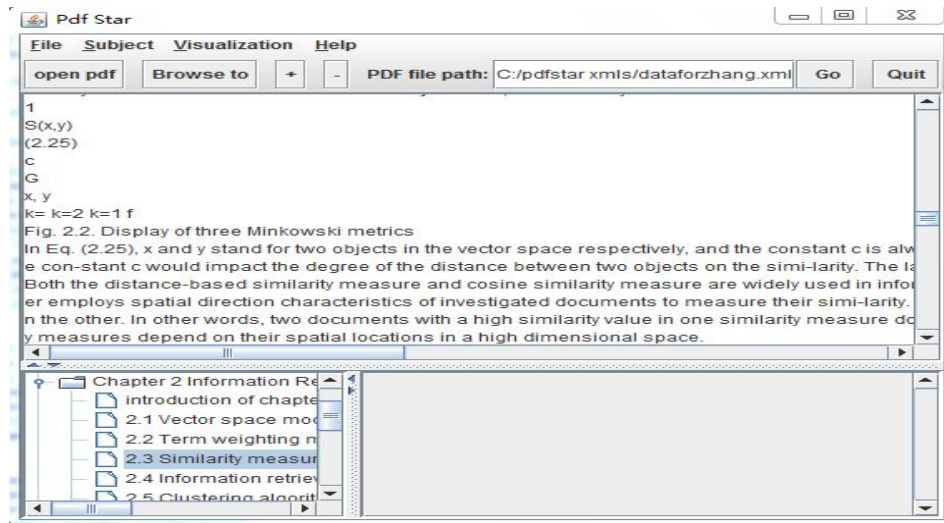 Pdf Star
File Subject Visualization Help
open pdf Browse to + - PDF file path: C:/pdfstar xmls/dataforzhang.xml Go Quit
1
S(x,y)
(2.25)
c
G
x, y
k= k=2 k=1 f
Fig. 2.2. Display of three Minkowski metrics
In Eq. (2.25), x and y stand for two objects in the vector space respectively, and the constant c is alw
e con-stant c would impact the degree of the distance between two objects on the simi-larity. The la
Both the distance-based similarity measure and cosine similarity measure are widely used in infor
er employs spatial direction characteristics of investigated documents to measure their simi-larity.
n the other. In other words, two documents with a high similarity value in one similarity measure do
y measures depend on their spatial locations in a high dimensional space.
Chapter 2 Information Re
introduction of chapte
2.1 Vector space mod
2.2 Term weighting m
2.3 Similarity measur
2.4 Information retriev
2.5 Clustering algorit